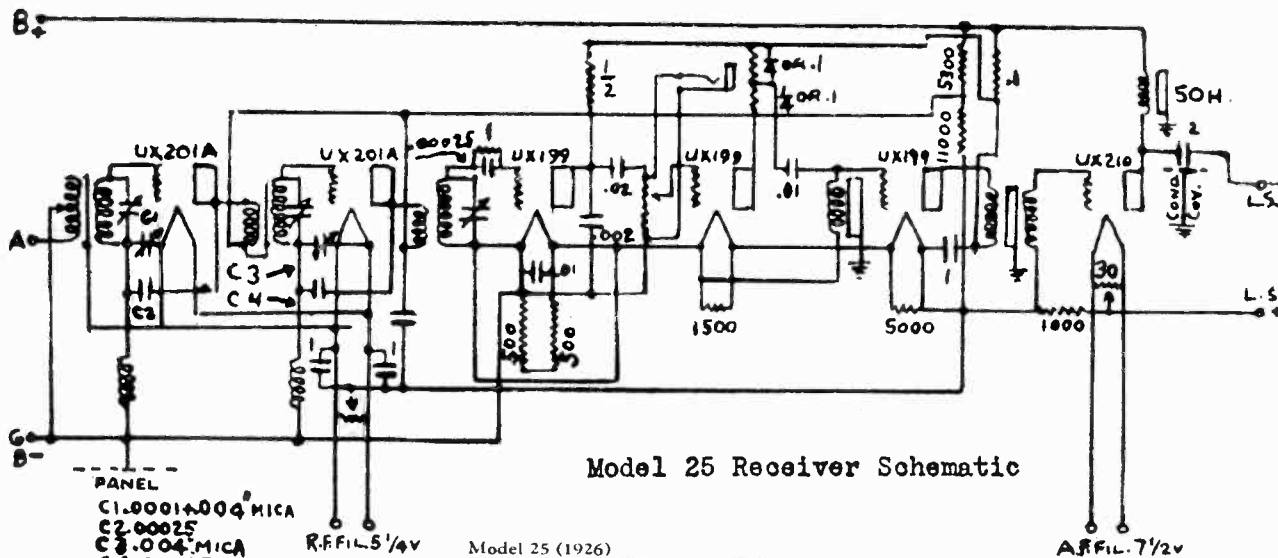 B+
UX201A
UX201A
.00025
1
UX199
1/2
.02
.002
UX199
OR.1
OR.1
.01
UX199
5300
11000
UX210
50H.
2
L.S.
A
C1
C2
C3
C4
1
1
.01
500
500
1500
5000
1
1000
30
L.S.
G
B-
PANEL
C1.0001+.004 MICA
C2.00025
C3.004 MICA
R.F.FIL.5 1/4V
Model 25 Receiver Schematic
Model 25 (1926)
A.F.FIL. 7 1/2V